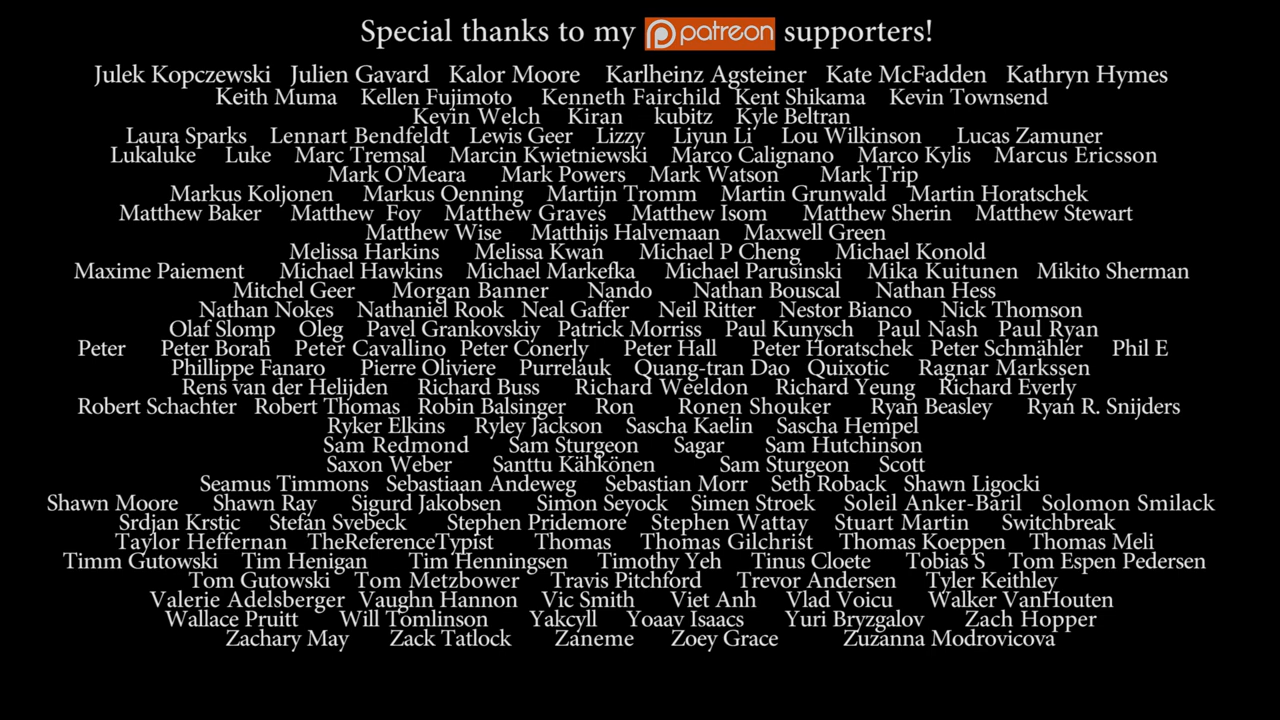 Special thanks to my patreon supporters!
Julek Kopczewski Julien Gavard Kalor Moore Karlheinz Agsteiner Kate McFadden Kathryn Hymes
Keith Muma Kellen Fujimoto Kenneth Fairchild Kent Shikama Kevin Townsend
Kevin Welch Kiran kubitz Kyle Beltran
Laura Sparks Lennart Bendfeldt Lewis Geer Lizzy Liyun Li Lou Wilkinson Lucas Zamuner
Lukaluke Luke Marc Tremsal Marcin Kwietniewski Marco Calignano Marco Kylis Marcus Ericsson
Mark O'Meara Mark Powers Mark Watson Mark Trip
Markus Koljonen Markus Oenning Martijn Tromm Martin Grunwald Martin Horatschek
Matthew Baker Matthew Foy Matthew Graves Matthew Isom Matthew Sherin Matthew Stewart
Matthew Wise Matthijs Halvemaan Maxwell Green
Melissa Harkins Melissa Kwan Michael P Cheng Michael Konold
Maxime Paiement Michael Hawkins Michael Markefka Michael Parusinski Mika Kuitunen Mikito Sherman
Mitchel Geer Morgan Banner Nando Nathan Bouscal Nathan Hess
Nathan Nokes Nathaniel Rook Neal Gaffer Neil Ritter Nestor Bianco Nick Thomson
Olaf Slomp Oleg Pavel Grankovskiy Patrick Morriss Paul Kunysch Paul Nash Paul Ryan
Peter Peter Borah Peter Cavallino Peter Conerly Peter Hall Peter Horatschek Peter Schmähler Phil E
Phillippe Fanaro Pierre Oliviere Purrelauk Quang-tran Dao Quixotic Ragnar Markssen
Rens van der Helijden Richard Buss Richard Weeldon Richard Yeung Richard Everly
Robert Schachter Robert Thomas Robin Balsinger Ron Ronen Shouker Ryan Beasley Ryan R. Snijders
Ryker Elkins Ryley Jackson Sascha Kaelin Sascha Hempel
Sam Redmond Sam Sturgeon Sagar Sam Hutchinson
Saxon Weber Santtu Kähkönen Sam Sturgeon Scott
Seamus Timmons Sebastiaan Andeweg Sebastian Morr Seth Roback Shawn Ligocki
Shawn Moore Shawn Ray Sigurd Jakobsen Simon Seyock Simen Stroek Soleil Anker-Baril Solomon Smilack
Srdjan Krstic Stefan Svebeck Stephen Pridemore Stephen Wattay Stuart Martin Switchbreak
Taylor Heffernan TheReferenceTypist Thomas Thomas Gilchrist Thomas Koeppen Thomas Meli
Timm Gutowski Tim Henigan Tim Henningsen Timothy Yeh Tinus Cloete Tobias S Tom Espen Pedersen
Tom Gutowski Tom Metzbower Travis Pitchford Trevor Andersen Tyler Keithley
Valerie Adelsberger Vaughn Hannon Vic Smith Viet Anh Vlad Voicu Walker VanHouten
Wallace Pruitt Will Tomlinson Yakcyll Yoaav Isaacs Yuri Bryzgalov Zach Hopper
Zachary May Zack Tatlock Zaneme Zoey Grace Zuzanna Modrovicova